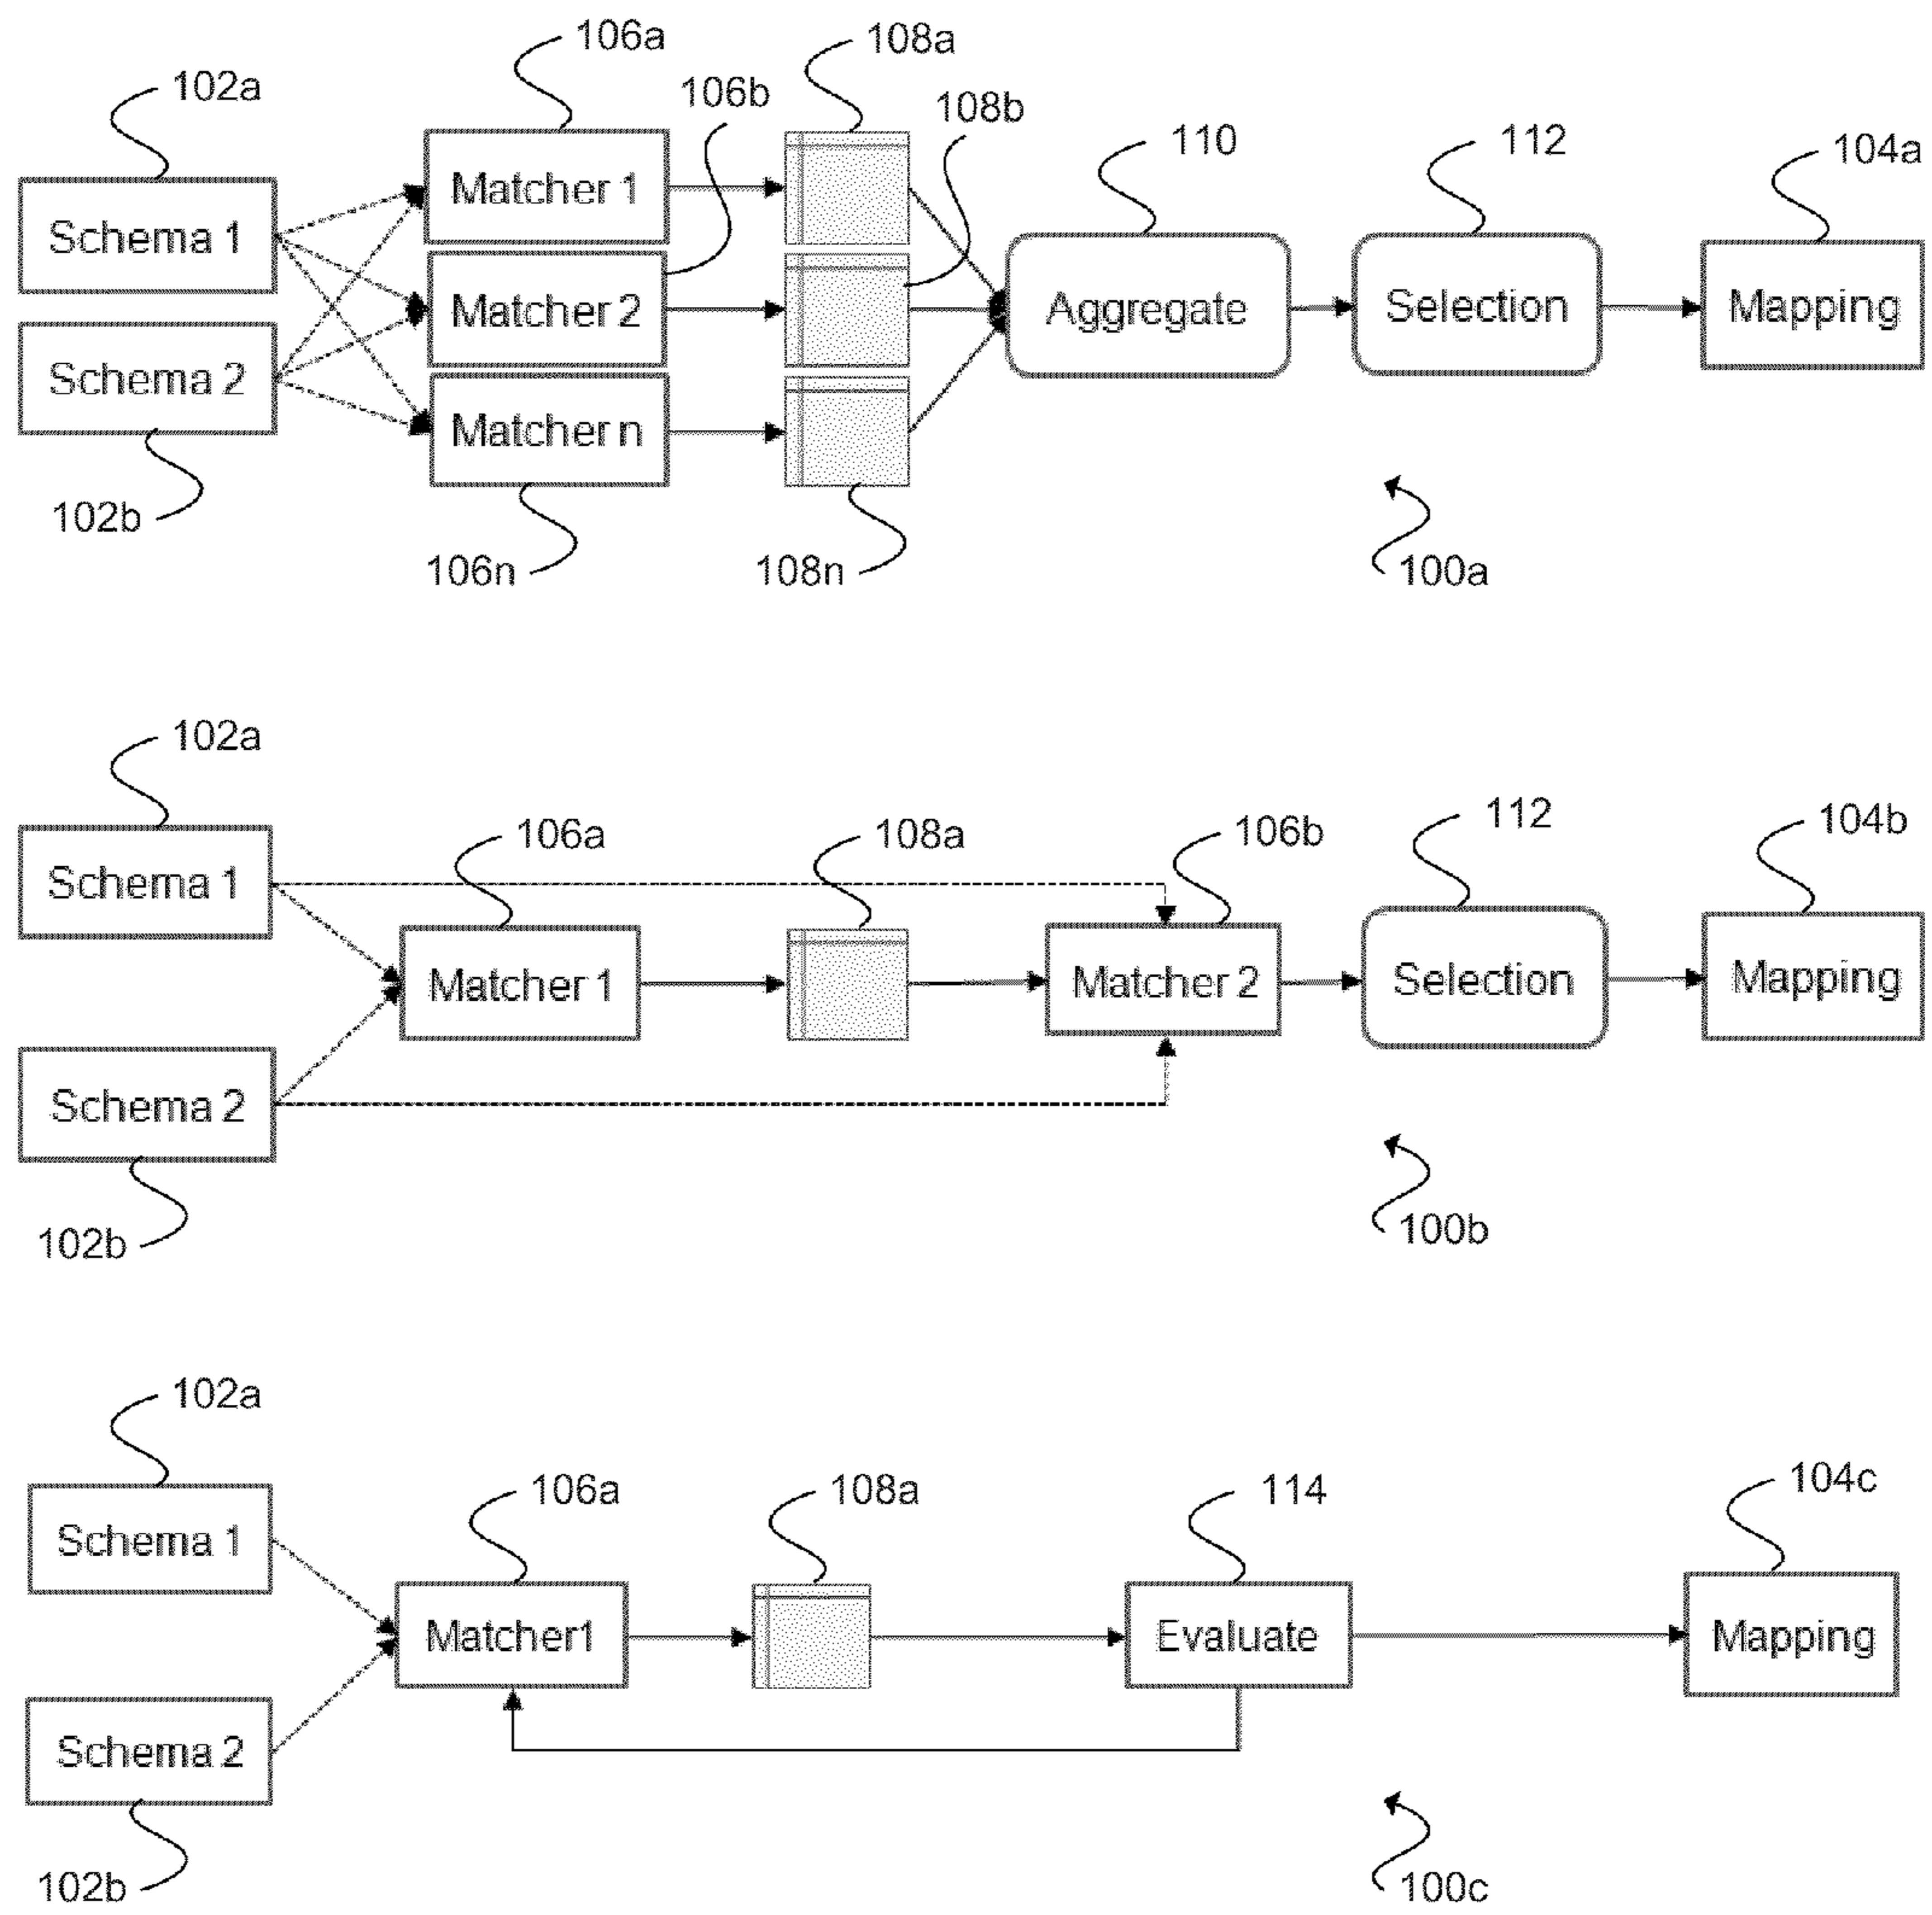 106a
108a
102a
106b
108b
110
112
104a
Matcher 1
Schema 1
Matcher 2
Aggregate
Selection
Mapping
Schema 2
Matcher n
102b
106n
108n
100a
102a
106a
108a
106b
112
104b
Schema 1
Matcher 1
Matcher 2
Selection
Mapping
Schema 2
102b
100b
102a
106a
108a
114
104c
Schema 1
Matcher1
Evaluate
Mapping
Schema 2
102b
100c